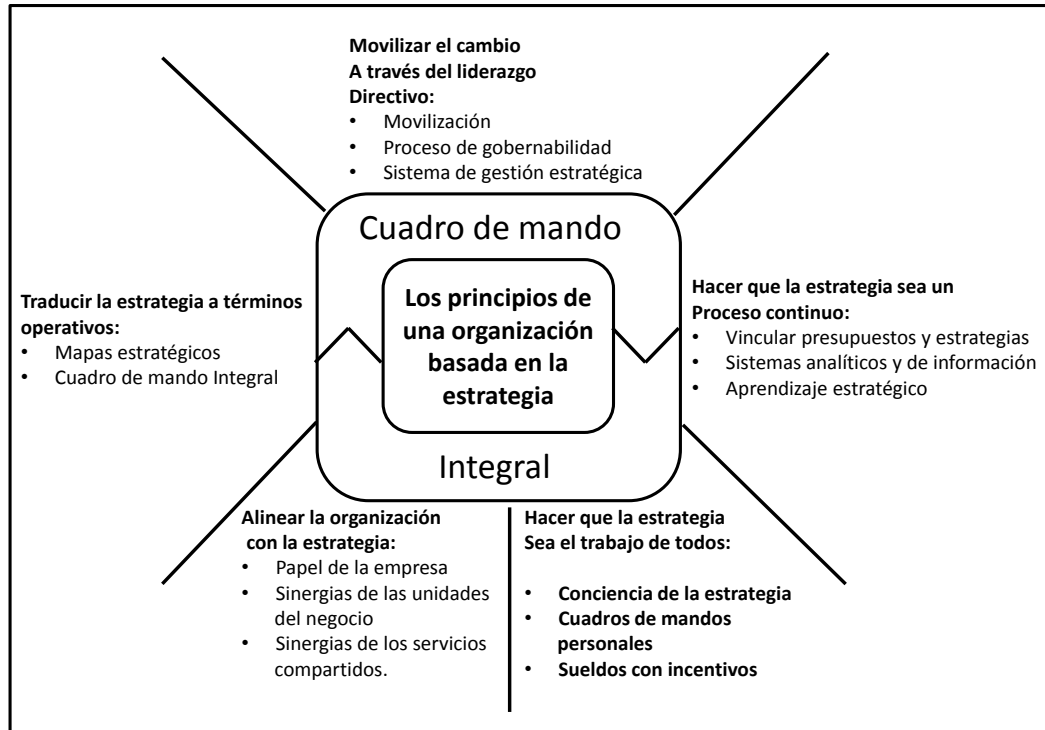 Movilizar el cambio
A través del liderazgo
Directivo:
• Movilización
• Proceso de gobernabilidad
• Sistema de gestión estratégica
Cuadro de mando
Los principios de
una organización
basada en la
estrategia
Integral
Traducir la estrategia a términos
operativos:
• Mapas estratégicos
• Cuadro de mando Integral
Hacer que la estrategia sea un
Proceso continuo:
• Vincular presupuestos y estrategias
• Sistemas analíticos y de información
• Aprendizaje estratégico
Alinear la organización
con la estrategia:
• Papel de la empresa
• Sinergias de las unidades
del negocio
• Sinergias de los servicios
compartidos.
Hacer que la estrategia
Sea el trabajo de todos:
• Conciencia de la estrategia
• Cuadros de mandos
personales
• Sueldos con incentivos